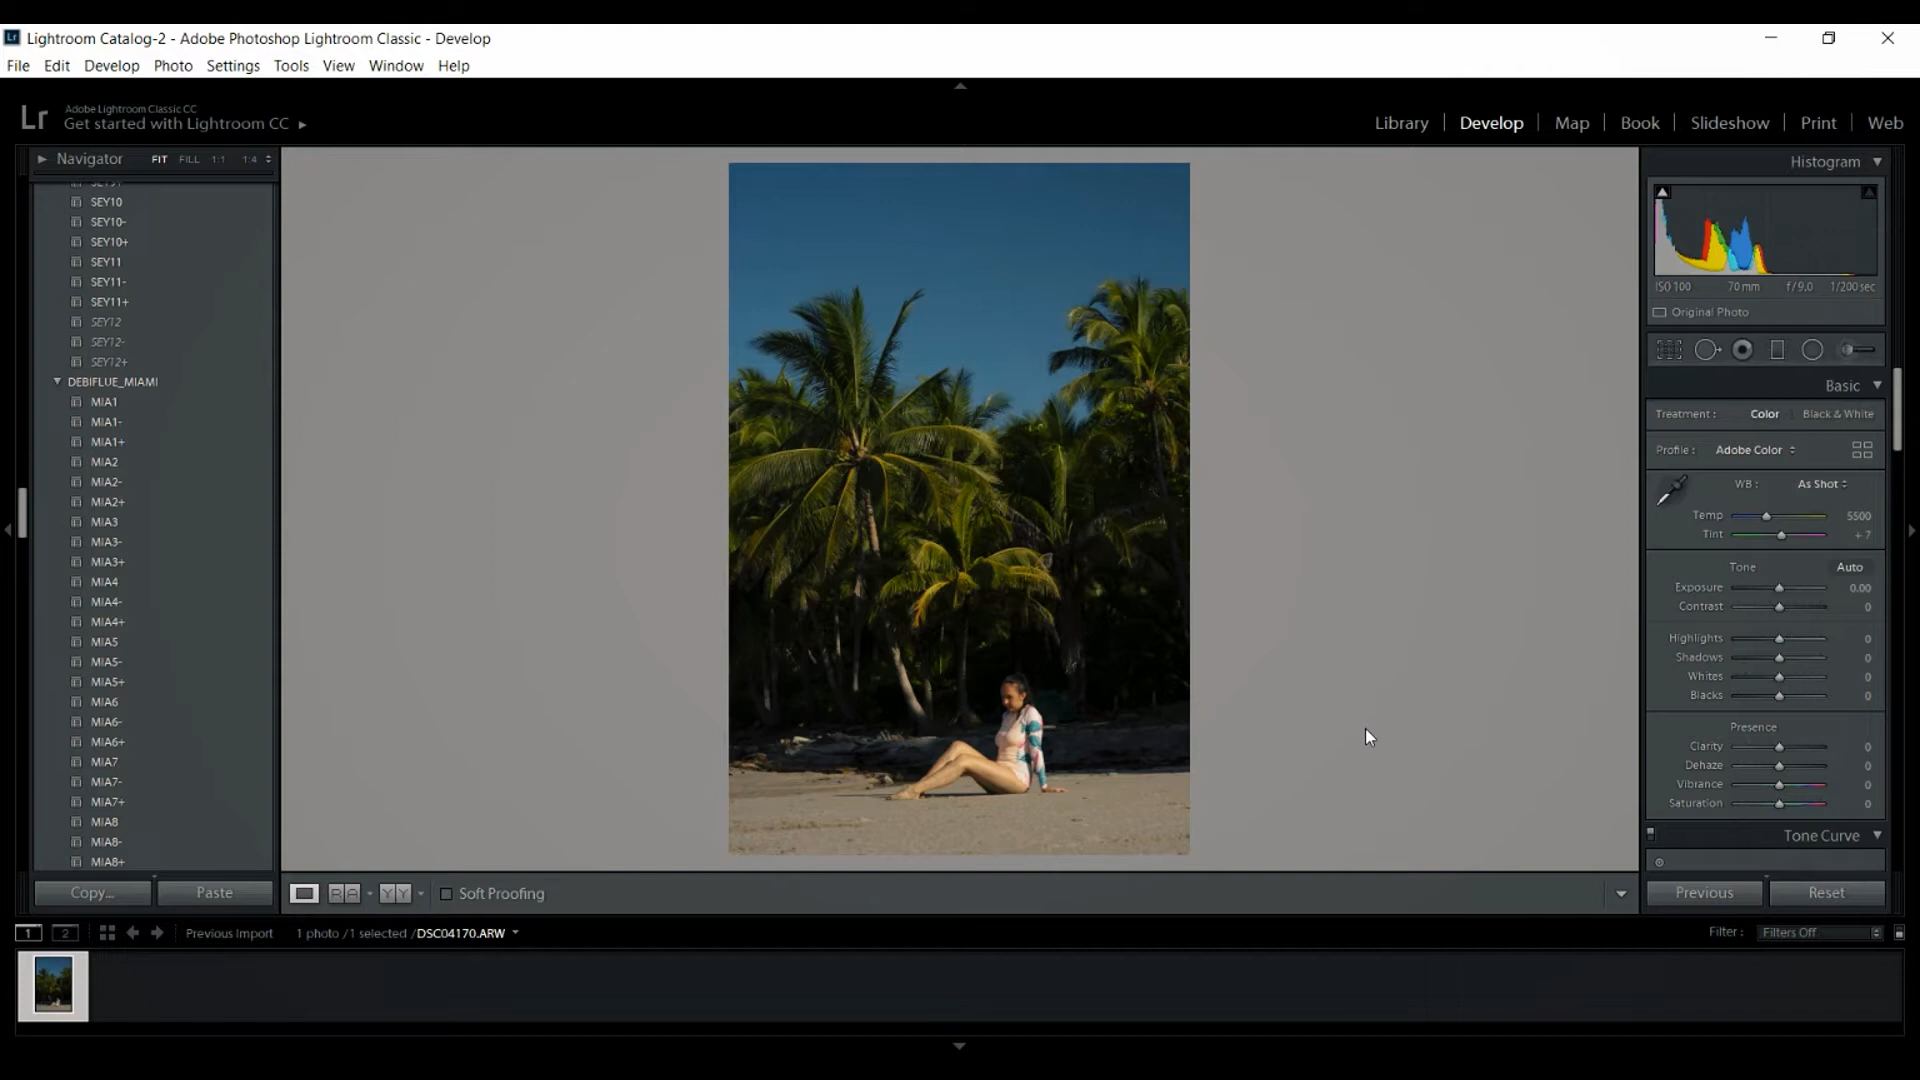 Lightroom Catalog-2 - Adobe Photoshop Lightroom Classic - Develop
File Edit Develop Photo Settings Tools View Window Help
Lr
Adobe Lightroom Classic CC
Get started with Lightroom CC
Library Develop Map Book Slideshow Print Web
Navigator FIT FILL 1:1 1:4
SEY10
SEY10-
SEY10+
SEY11
SEY11-
SEY11+
SEY12
SEY12-
SEY12+
DEBIFLUE_MIAMI
MIA1
MIA1-
MIA1+
MIA2
MIA2-
MIA2+
MIA3
MIA3-
MIA3+
MIA4
MIA4-
MIA4+
MIA5
MIA5-
MIA5+
MIA6
MIA6-
MIA6+
MIA7
MIA7-
MIA7+
MIA8
MIA8-
MIA8+
Copy... Paste
Histogram
ISO 100 70 mm f/9,0 1/200 sec
Original Photo
Basic
Treatment : Color Black & White
Profile : Adobe Color
WB : As Shot
Temp 5500
Tint + 7
Tone Auto
Exposure 0.00
Contrast 0
Highlights 0
Shadows 0
Whites 0
Blacks 0
Presence
Clarity 0
Dehaze 0
Vibrance 0
Saturation 0
Tone Curve
Previous Reset
R A Y Y Soft Proofing
1 2 Previous Import 1 photo /1 selected /DSC04170.ARW
Filter : Filters Off